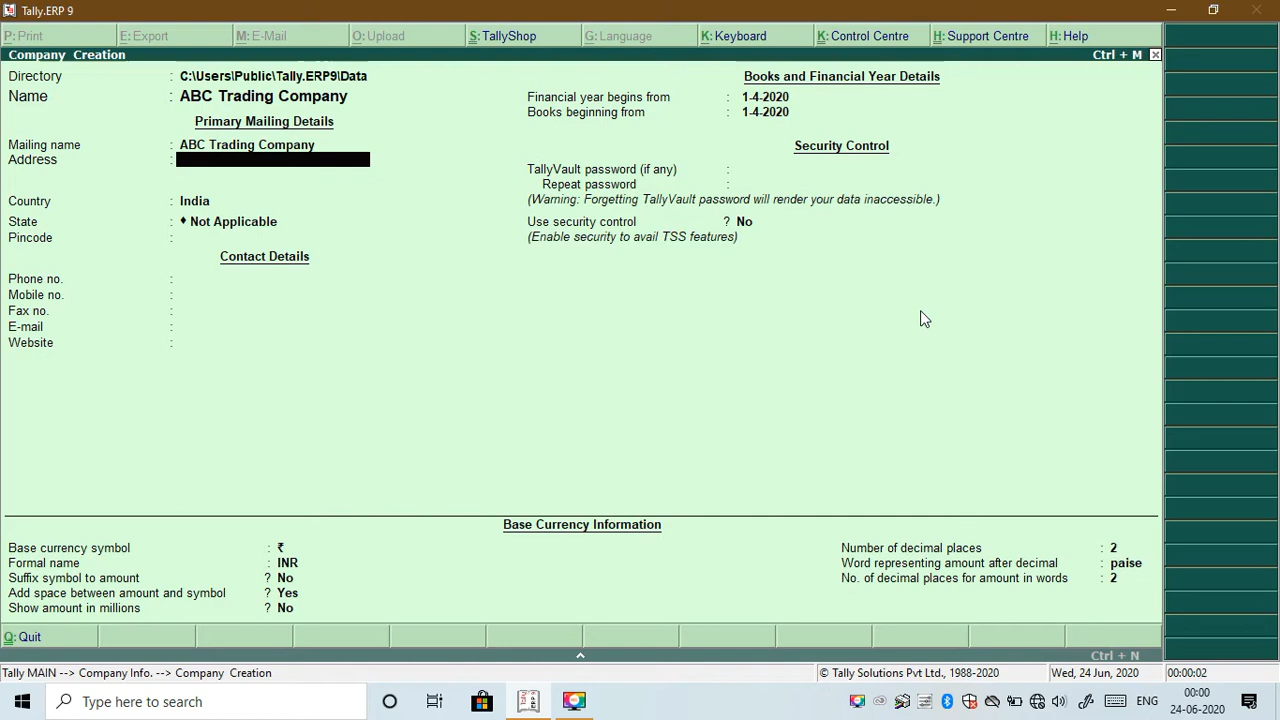 Tally.ERP 9
P: Print E: Export M: E-Mail O: Upload S: TallyShop G: Language K: Keyboard K: Control Centre H: Support Centre H: Help
Company Creation Ctrl + M
Directory : C:\Users\Public\Tally.ERP9\Data
Name : ABC Trading Company
Primary Mailing Details
Mailing name : ABC Trading Company
Address :
Country : India
State : ♦ Not Applicable
Pincode :
Contact Details
Phone no. :
Mobile no. :
Fax no. :
E-mail :
Website :
Books and Financial Year Details
Financial year begins from : 1-4-2020
Books beginning from : 1-4-2020
Security Control
TallyVault password (if any) :
Repeat password :
(Warning: Forgetting TallyVault password will render your data inaccessible.)
Use security control ? No
(Enable security to avail TSS features)
Base Currency Information
Base currency symbol : ₹
Formal name : INR
Suffix symbol to amount ? No
Add space between amount and symbol ? Yes
Show amount in millions ? No
Number of decimal places : 2
Word representing amount after decimal : paise
No. of decimal places for amount in words : 2
Q: Quit
Ctrl + N
Tally MAIN --> Company Info. --> Company Creation © Tally Solutions Pvt Ltd., 1988-2020 Wed, 24 Jun, 2020 00:00:02
Type here to search
ENG
00:00
24-06-2020